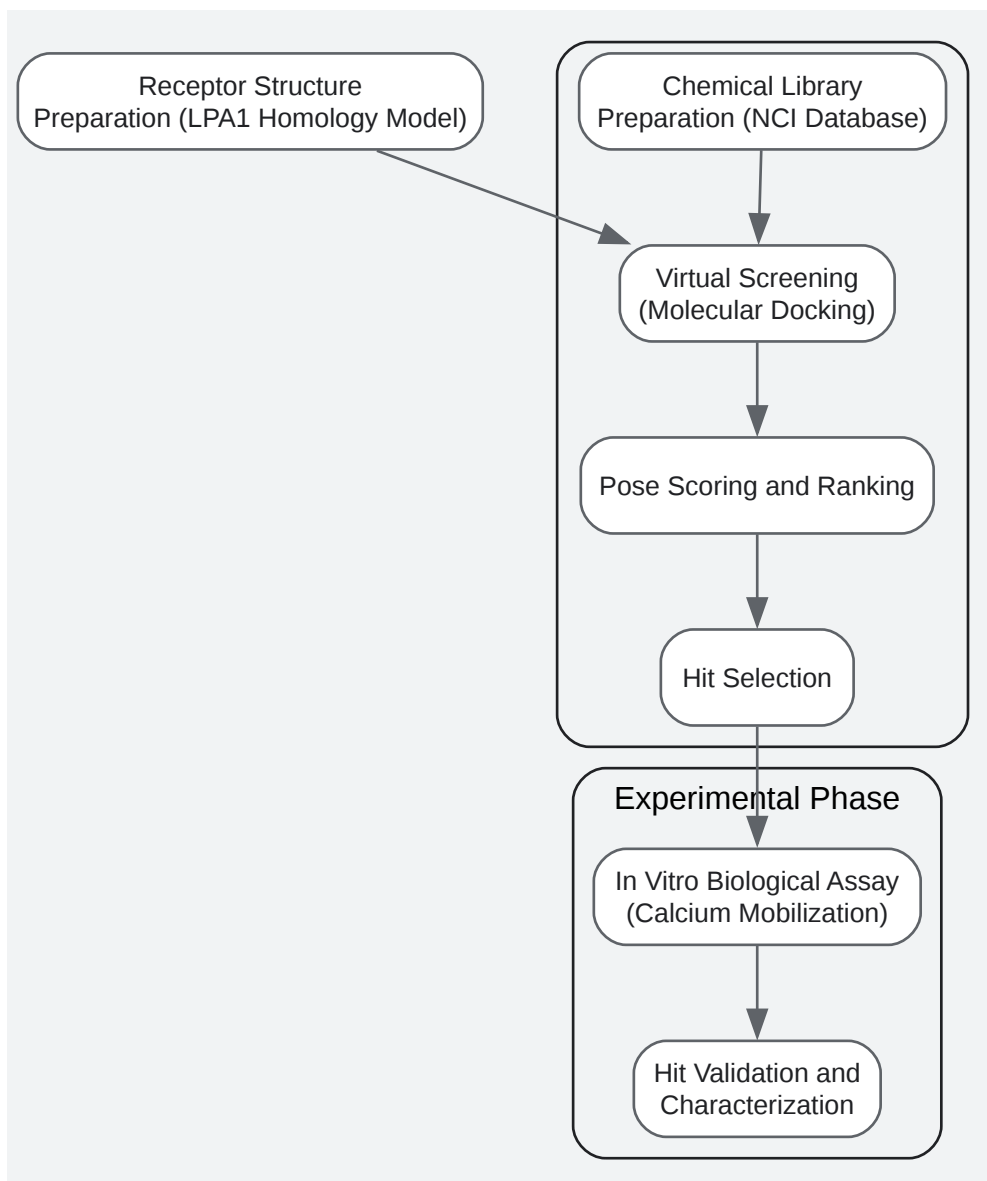 Receptor Structure
Preparation (LPA1 Homology Model)
Chemical Library
Preparation (NCI Database)
Virtual Screening
(Molecular Docking)
Pose Scoring and Ranking
Hit Selection
Experimental Phase
In Vitro Biological Assay
(Calcium Mobilization)
Hit Validation and
Characterization